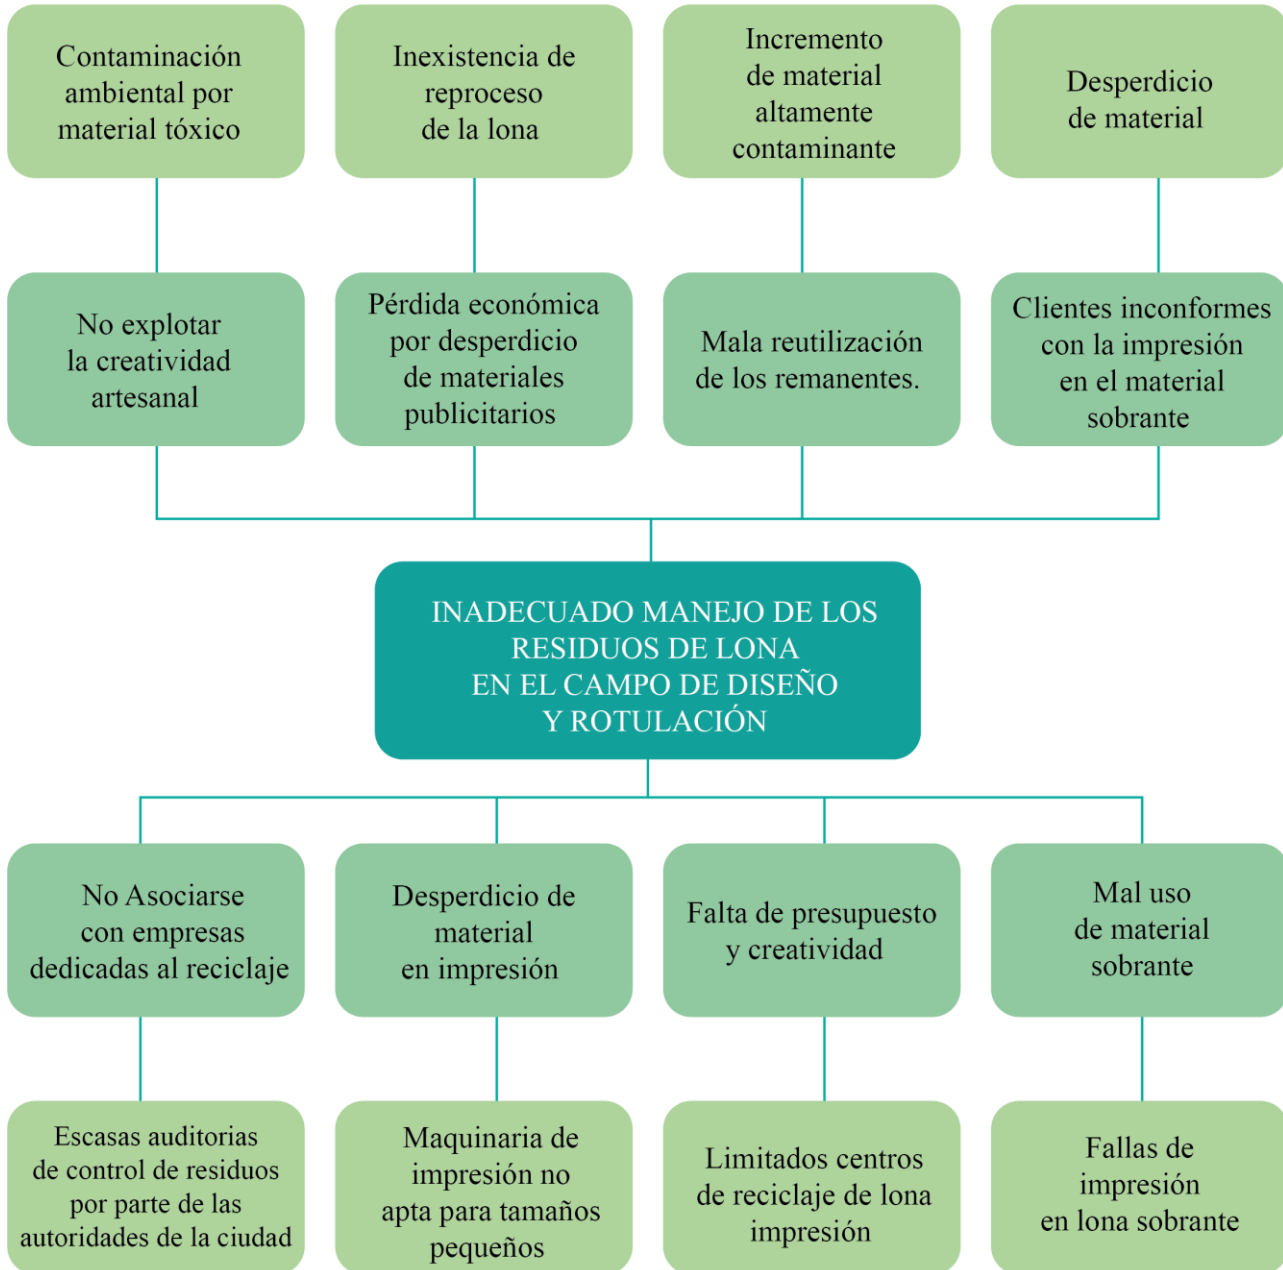 Contaminación
ambiental por
material tóxico
Inexistencia de
reproceso
de la lona
Incremento
de material
altamente
contaminante
Desperdicio
de material
No explotar
la creatividad
artesanal
Pérdida económica
por desperdicio
de materiales
publicitarios
Mala reutilización
de los remanentes.
Clientes inconformes
con la impresión
en el material
sobrante
INADECUADO MANEJO DE LOS
RESIDUOS DE LONA
EN EL CAMPO DE DISEÑO
Y ROTULACIÓN
No Asociarse
con empresas
dedicadas al reciclaje
Desperdicio de
material
en impresión
Falta de presupuesto
y creatividad
Mal uso
de material
sobrante
Escasas auditorias
de control de residuos
por parte de las
autoridades de la ciudad
Maquinaria de
impresión no
apta para tamaños
pequeños
Limitados centros
de reciclaje de lona
impresión
Fallas de
impresión
en lona sobrante